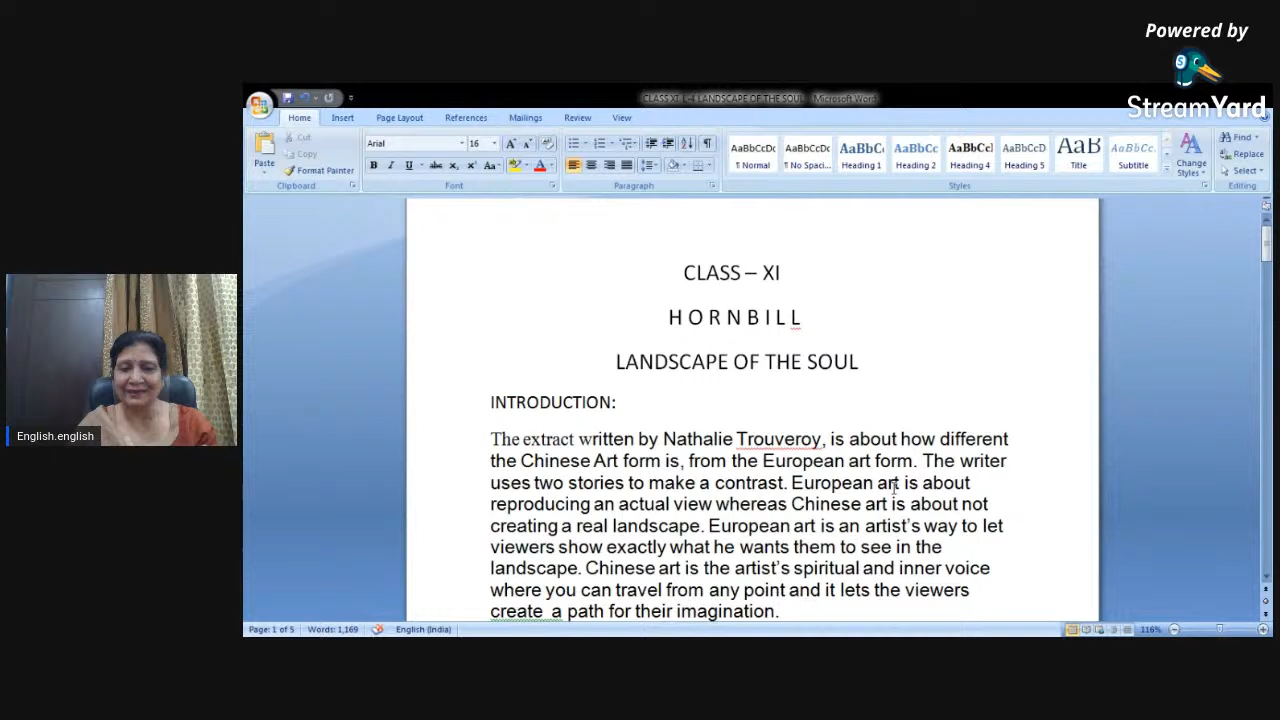 Powered by
StreamYard
CLASS XI L-4 LANDSCAPE OF THE SOUL - Microsoft Word
Home Insert Page Layout References Mailings Review View
Cut
Copy
Paste
Format Painter
Arial 16
AaBbCcDc AaBbCcDc AaBbC AaBbCc AaBbCcl AaBbCcDc AaB AaBbCc.
¶ Normal ¶ No Spaci... Heading 1 Heading 2 Heading 4 Heading 5 Title Subtitle
Change Styles
Find
Replace
Select
Clipboard Font Paragraph Styles Editing
CLASS – XI
H O R N B I L L
LANDSCAPE OF THE SOUL
INTRODUCTION:
The extract written by Nathalie Trouveroy, is about how different
the Chinese Art form is, from the European art form. The writer
uses two stories to make a contrast. European art is about
reproducing an actual view whereas Chinese art is about not
creating a real landscape. European art is an artist's way to let
viewers show exactly what he wants them to see in the
landscape. Chinese art is the artist's spiritual and inner voice
where you can travel from any point and it lets the viewers
create a path for their imagination.
English.english
Page: 1 of 5 Words: 1,169 English (India) 116%